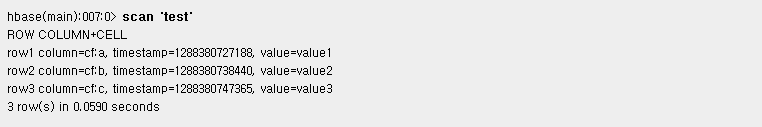 hbase(main):007:0> scan 'test'
ROW COLUMN+CELL
row1 column=cf:a, timestamp=1288380727188, value=value1
row2 column=cf:b, timestamp=1288380738440, value=value2
row3 column=cf:c, timestamp=1288380747365, value=value3
3 row(s) in 0.0590 seconds